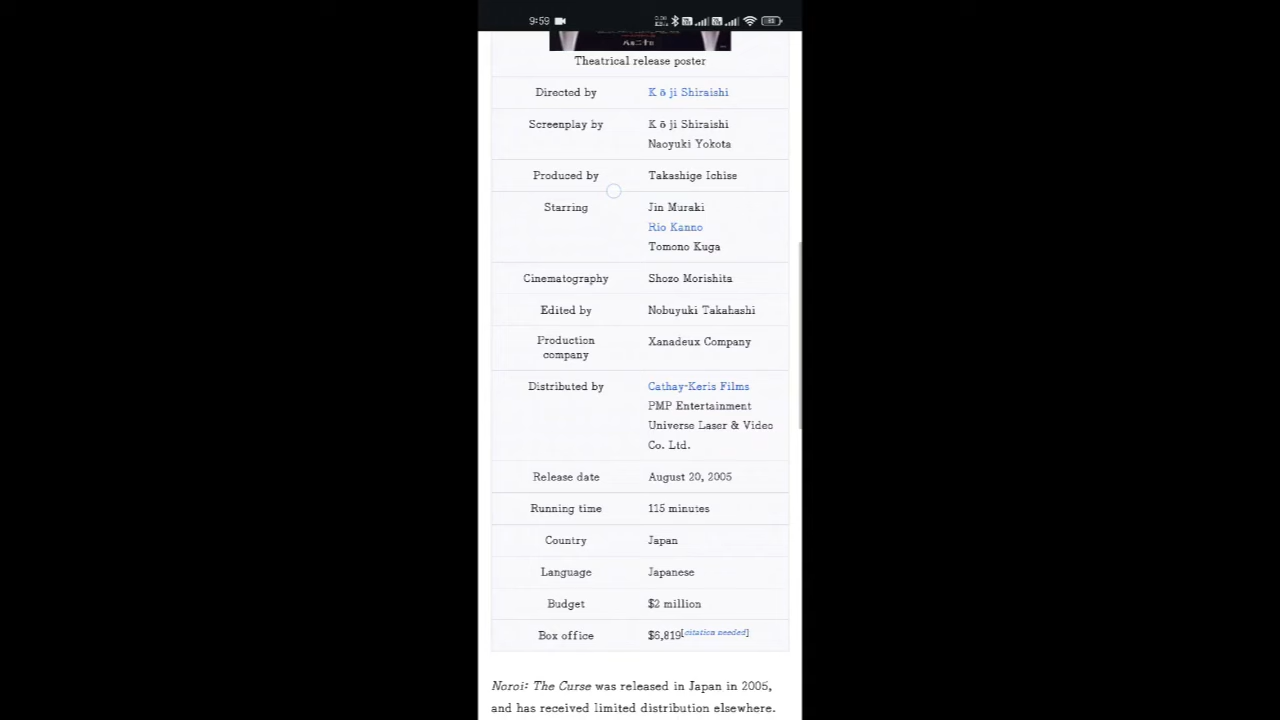 9:59
Theatrical release poster
Directed by Kōji Shiraishi
Screenplay by Kōji Shiraishi
Naoyuki Yokota
Produced by Takashige Ichise
Starring Jin Muraki
Rio Kanno
Tomono Kuga
Cinematography Shozo Morishita
Edited by Nobuyuki Takahashi
Production company Xanadeux Company
Distributed by Cathay-Keris Films
PMP Entertainment
Universe Laser & Video
Co. Ltd.
Release date August 20, 2005
Running time 115 minutes
Country Japan
Language Japanese
Budget $2 million
Box office $6,819[citation needed]
Noroi: The Curse was released in Japan in 2005,
and has received limited distribution elsewhere.